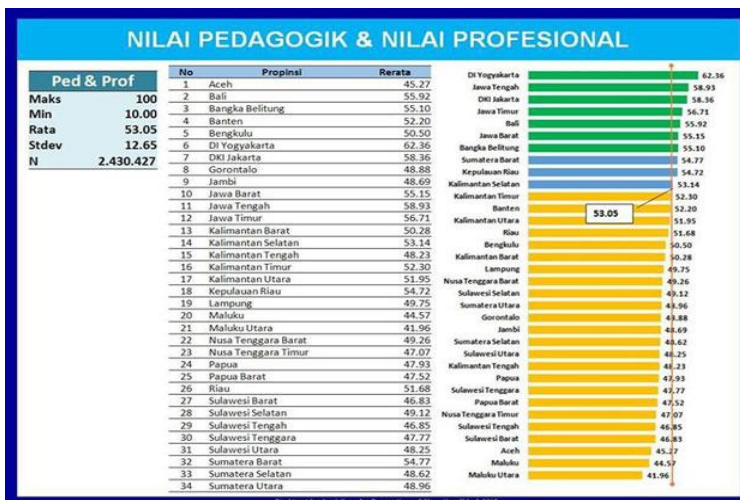 NILAI PEDAGOGIK & NILAI PROFESIONAL
Ped & Prof
Maks 100
Min 10.00
Rata 53.05
Stdev 12.65
N 2.430.427
No Propinsi Rerata
1 Aceh 45.27
2 Bali 55.92
3 Bangka Belitung 55.10
4 Banten 52.20
5 Bengkulu 50.50
6 DI Yogyakarta 62.36
7 DKI Jakarta 58.36
8 Gorontalo 48.88
9 Jambi 48.69
10 Jawa Barat 55.15
11 Jawa Tengah 58.93
12 Jawa Timur 56.71
13 Kalimantan Barat 50.28
14 Kalimantan Selatan 53.14
15 Kalimantan Tengah 48.23
16 Kalimantan Timur 52.30
17 Kalimantan Utara 51.95
18 Kepulauan Riau 54.72
19 Lampung 49.75
20 Maluku 44.57
21 Maluku Utara 41.96
22 Nusa Tenggara Barat 49.26
23 Nusa Tenggara Timur 47.07
24 Papua 47.93
25 Papua Barat 47.52
26 Riau 51.68
27 Sulawesi Barat 46.83
28 Sulawesi Selatan 49.12
29 Sulawesi Tengah 46.85
30 Sulawesi Tenggara 47.77
31 Sulawesi Utara 48.25
32 Sumatera Barat 54.77
33 Sumatera Selatan 48.62
34 Sumatera Utara 48.96
DI Yogyakarta 62.36
Jawa Tengah 58.93
DKI Jakarta 58.36
Jawa Timur 56.71
Bali 55.92
Jawa Barat 55.15
Bangka Belitung 55.10
Sumatera Barat 54.77
Kepulauan Riau 54.72
Kalimantan Selatan 53.14
Kalimantan Timur 52.30
Banten 52.20
53.05
Kalimantan Utara 51.95
Riau 51.68
Bengkulu 50.50
Kalimantan Barat 50.28
Lampung 49.75
Nusa Tenggara Barat 49.26
Sulawesi Selatan 49.12
Sumatera Utara 48.96
Gorontalo 48.88
Jambi 48.69
Sumatera Selatan 48.62
Sulawesi Utara 48.25
Kalimantan Tengah 48.23
Papua 47.93
Sulawesi Tenggara 47.77
Papua Barat 47.52
Nusa Tenggara Timur 47.07
Sulawesi Tengah 46.85
Sulawesi Barat 46.83
Aceh 45.27
Maluku 44.57
Maluku Utara 41.96